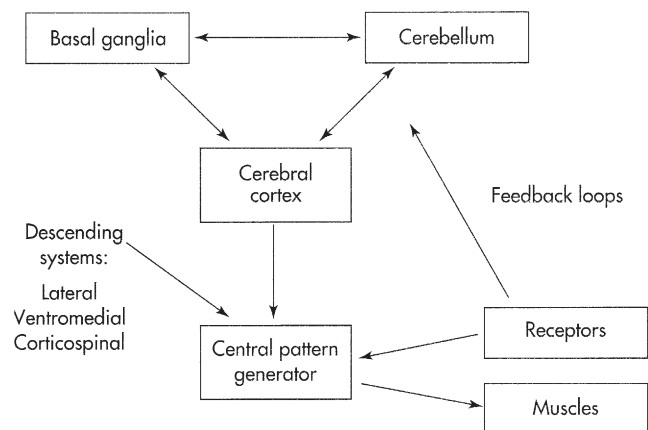 Basal ganglia
Cerebellum
Cerebral
cortex
Feedback loops
Descending
systems:
Lateral
Ventromedial
Corticospinal
Central pattern
generator
Receptors
Muscles